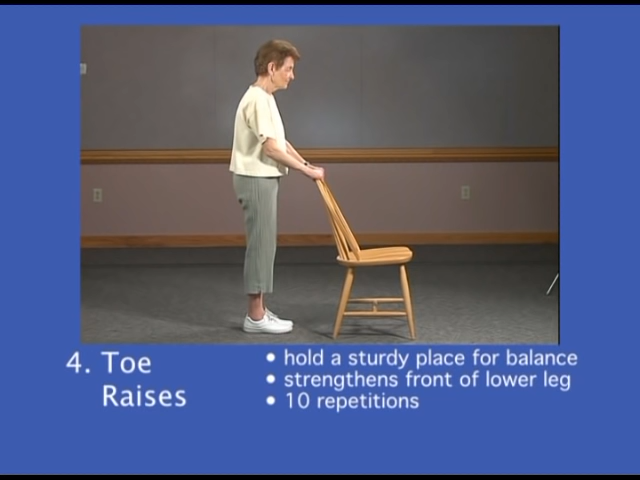 4. Toe
Raises
• hold a sturdy place for balance
• strengthens front of lower leg
• 10 repetitions